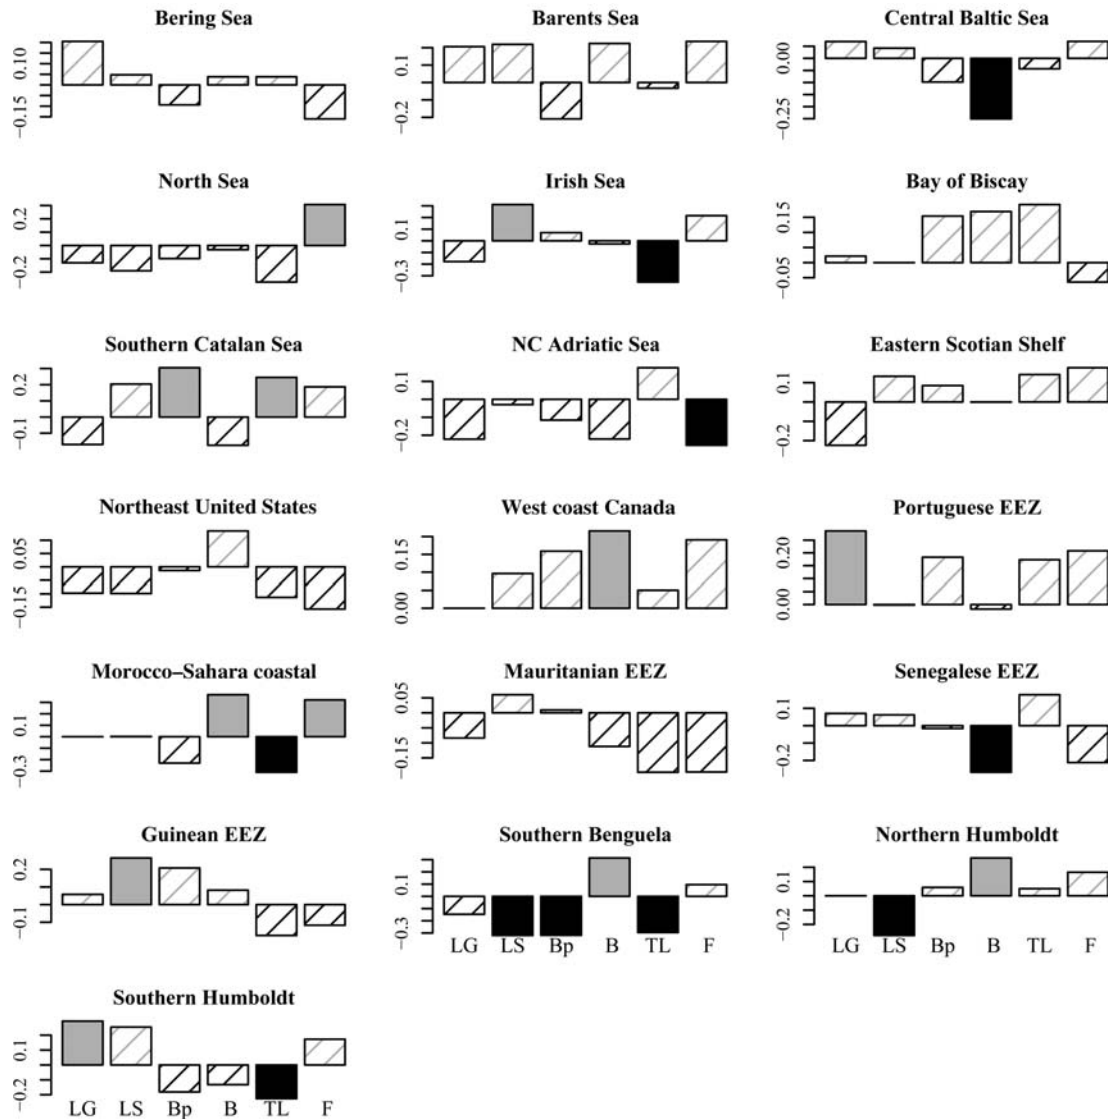 Bering Sea
0.10
−0.15
Barents Sea
0.1
−0.2
Central Baltic Sea
0.00
−0.25
North Sea
0.2
−0.2
Irish Sea
0.1
−0.3
Bay of Biscay
0.15
−0.05
Southern Catalan Sea
0.2
−0.1
NC Adriatic Sea
0.1
−0.2
Eastern Scotian Shelf
0.1
−0.2
Northeast United States
0.05
−0.15
West coast Canada
0.15
0.00
Portuguese EEZ
0.20
0.00
Morocco–Sahara coastal
0.1
−0.3
Mauritanian EEZ
0.05
−0.15
Senegalese EEZ
0.1
−0.2
Guinean EEZ
0.2
−0.1
Southern Benguela
0.1
−0.3
LG LS Bp B TL F
Northern Humboldt
0.1
−0.2
LG LS Bp B TL F
Southern Humboldt
0.1
−0.2
LG LS Bp B TL F